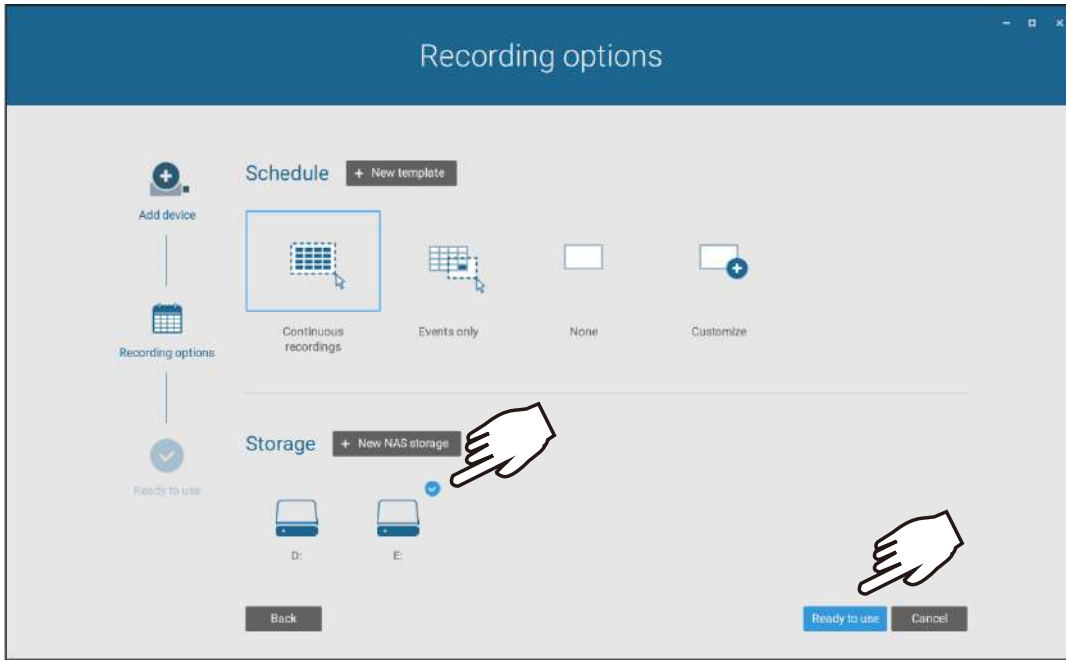 Recording options
Add device
Recording options
Ready to use
Schedule
+ New template
Continuous
recordings
Events only
None
Customize
Storage
+ New NAS storage
D:
E:
Back
Ready to use
Cancel